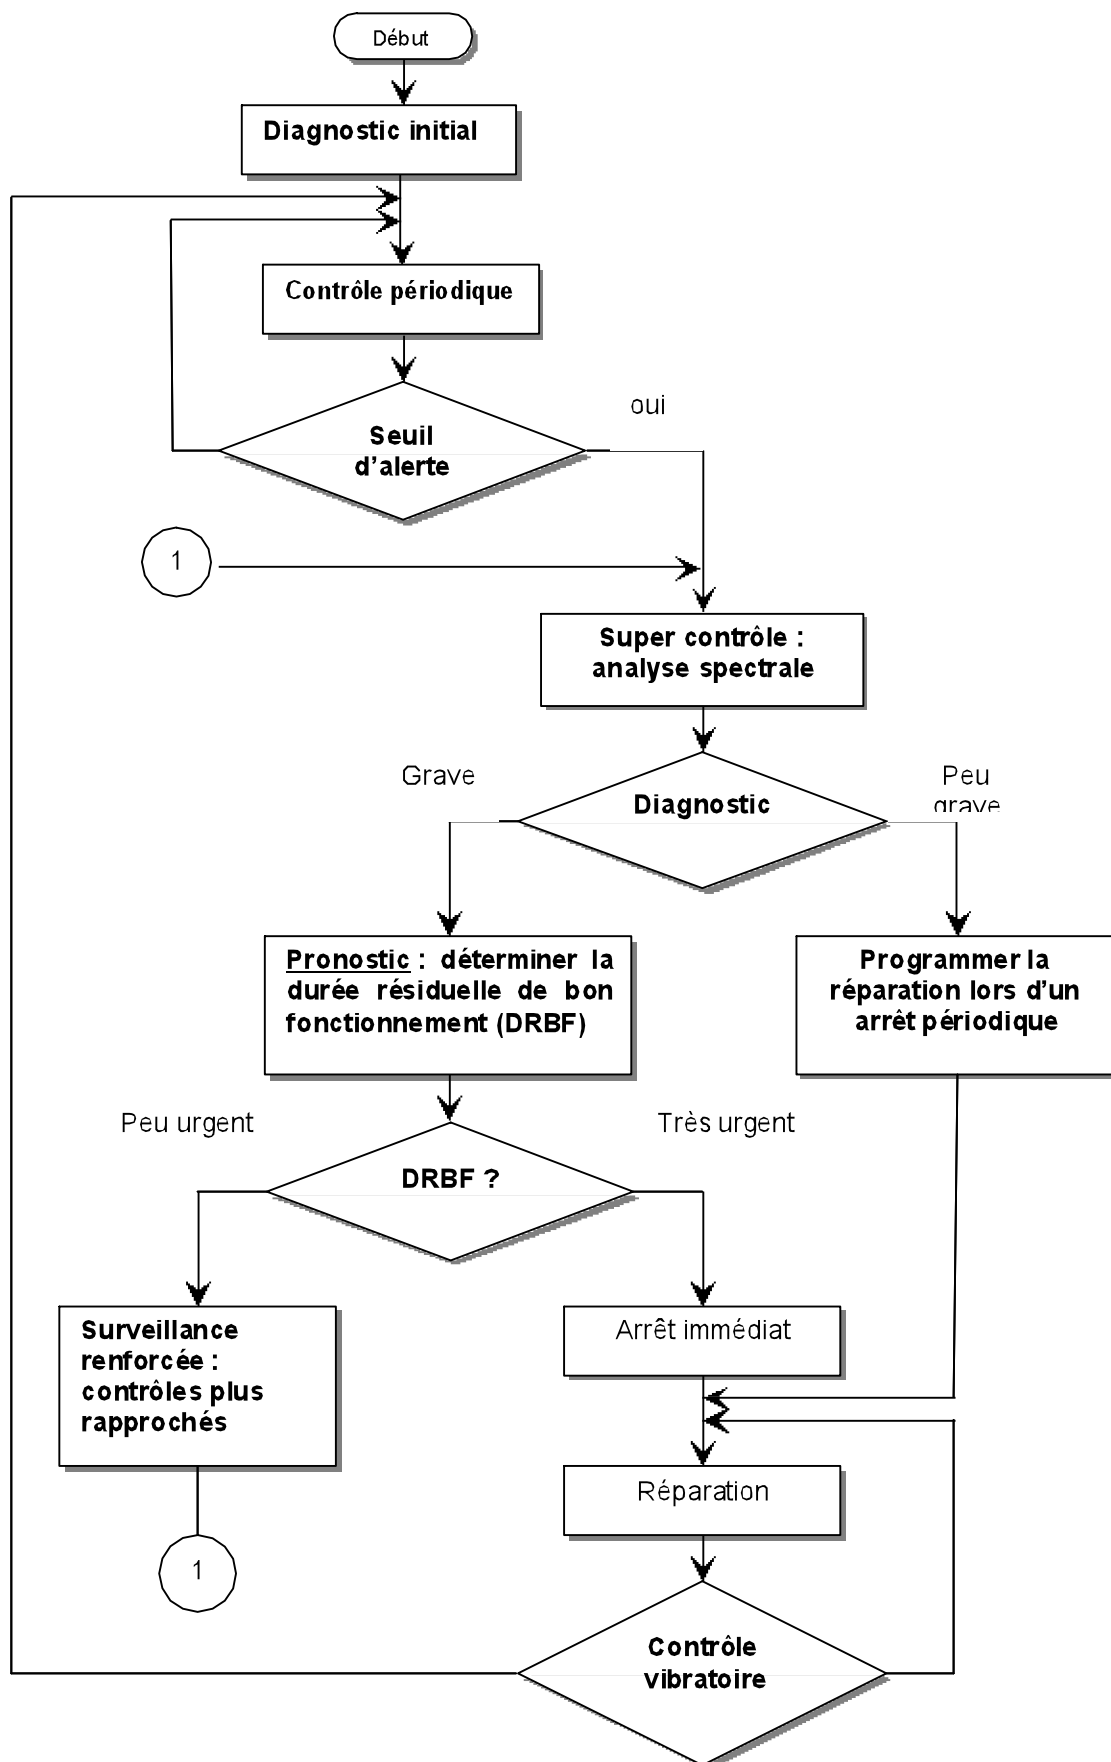 Début
Diagnostic initial
Contrôle périodique
oui
Seuil
d'alerte
1
Super contrôle :
analyse spectrale
Grave
Peu
grave
Diagnostic
Pronostic : déterminer la
durée résiduelle de bon
fonctionnement (DRBF)
Programmer la
réparation lors d'un
arrêt périodique
Peu urgent
Très urgent
DRBF ?
Surveillance
renforcée :
contrôles plus
rapprochés
Arrêt immédiat
Réparation
1
Contrôle
vibratoire